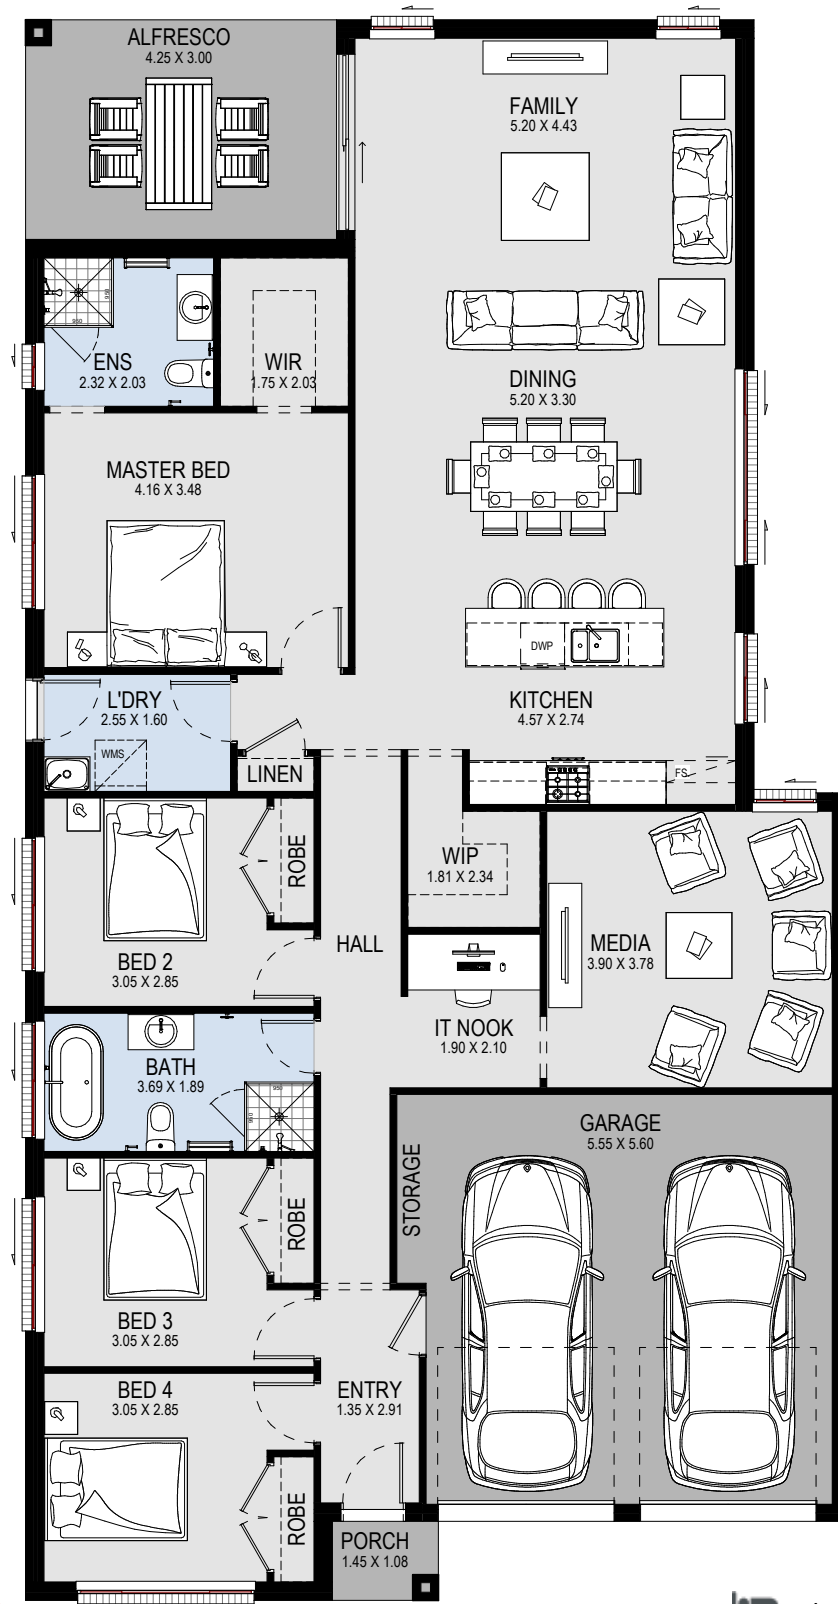 ALFRESCO
4.25 X 3.00
FAMILY
5.20 X 4.43
950
950
ENS
2.32 X 2.03
WIR
1.75 X 2.03
DINING
5.20 X 3.30
MASTER BED
4.16 X 3.48
DWP
L'DRY
2.55 X 1.60
WMS
LINEN
KITCHEN
4.57 X 2.74
FS
BED 2
3.05 X 2.85
ROBE
WIP
1.81 X 2.34
HALL
MEDIA
3.90 X 3.78
IT NOOK
1.90 X 2.10
BATH
3.69 X 1.89
950
950
GARAGE
5.55 X 5.60
STORAGE
ROBE
BED 3
3.05 X 2.85
BED 4
3.05 X 2.85
ENTRY
1.35 X 2.91
ROBE
PORCH
1.45 X 1.08